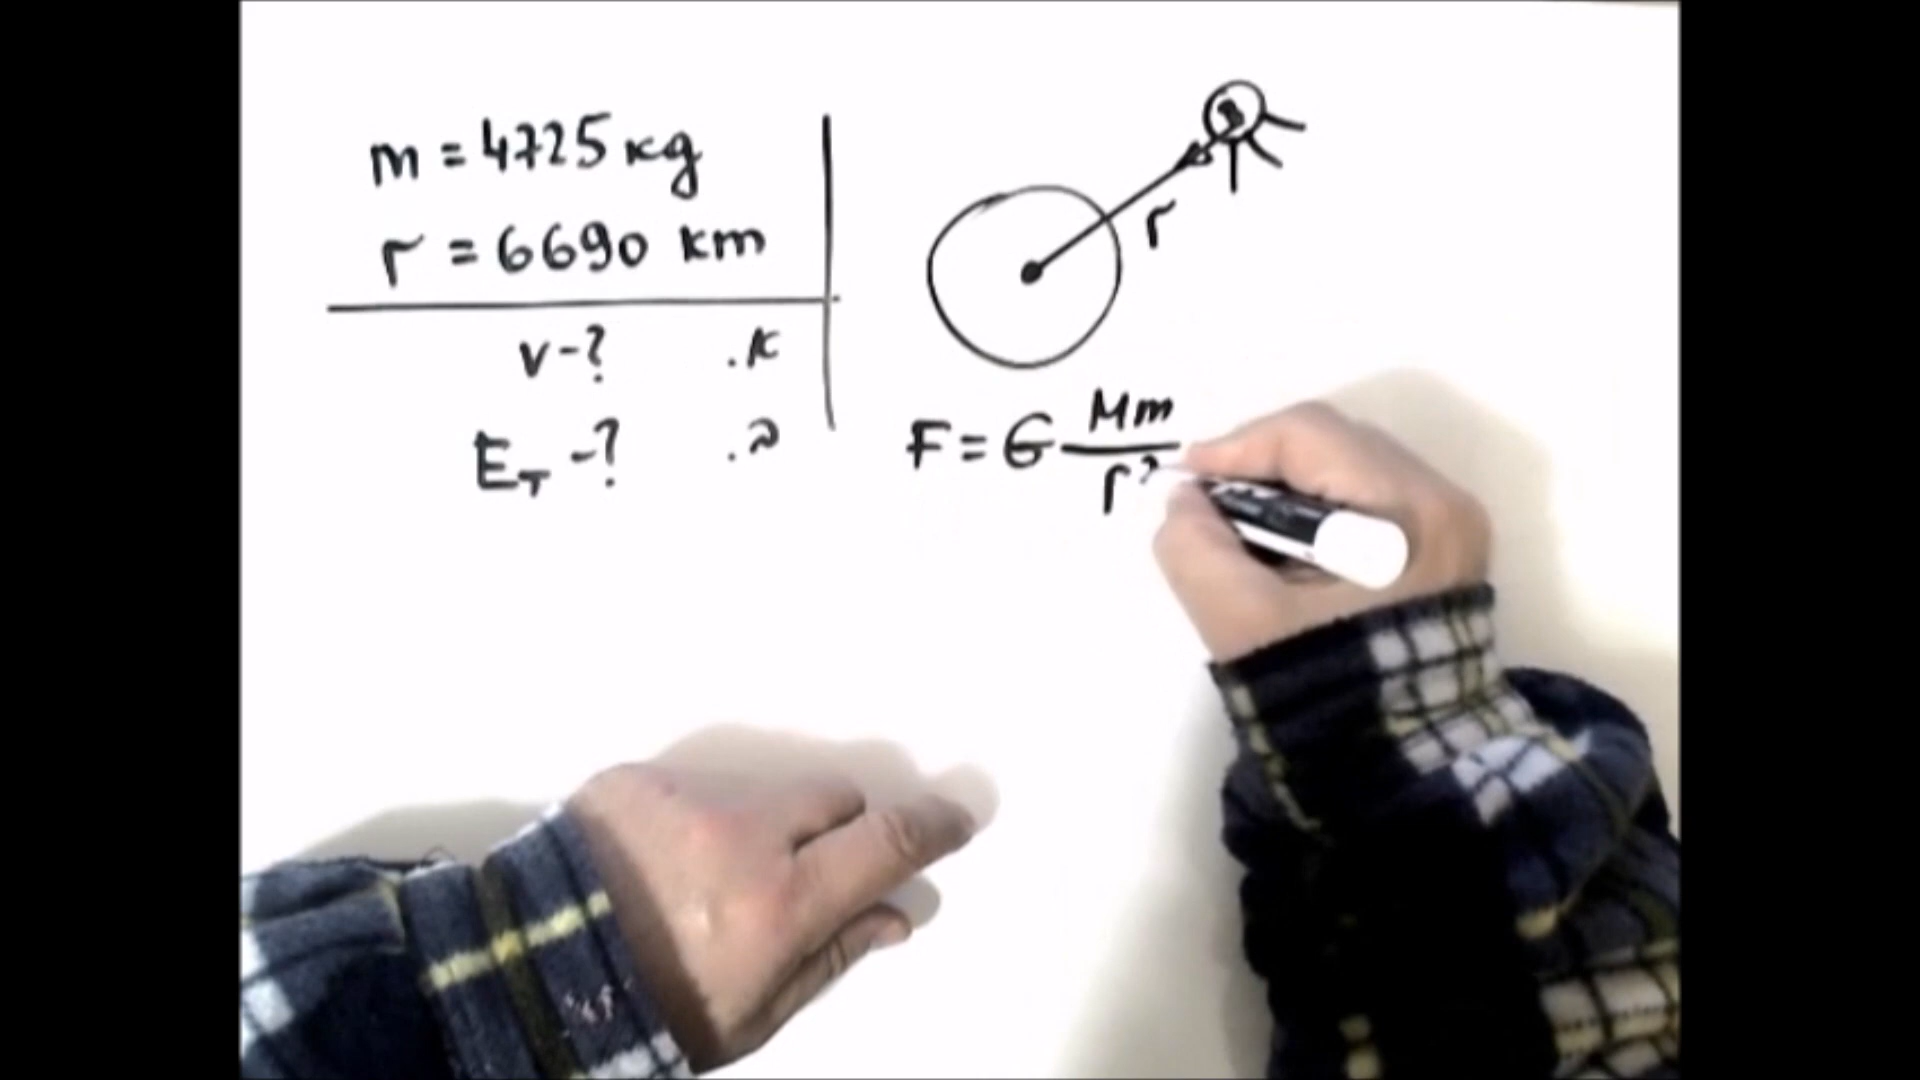 m = 4725 kg
r = 6690 km
v - ? .א
E_T - ? .ב
r
F = G Mm / r²